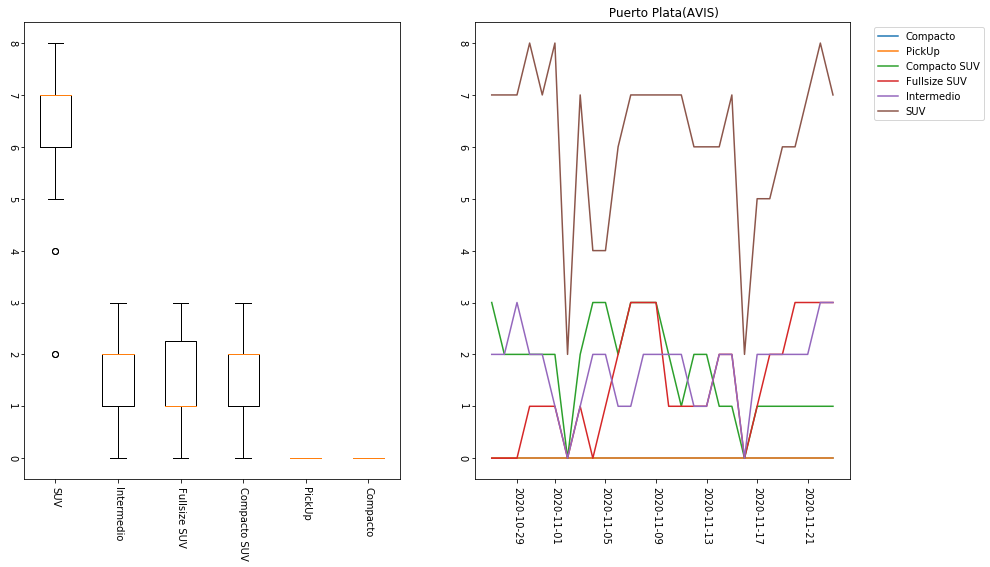 8
7
6
5
4
3
2
1
0
SUV
Intermedio
Fullsize SUV
Compacto SUV
PickUp
Compacto
Puerto Plata(AVIS)
8
7
6
5
4
3
2
1
0
2020-10-29
2020-11-01
2020-11-05
2020-11-09
2020-11-13
2020-11-17
2020-11-21
Compacto
PickUp
Compacto SUV
Fullsize SUV
Intermedio
SUV